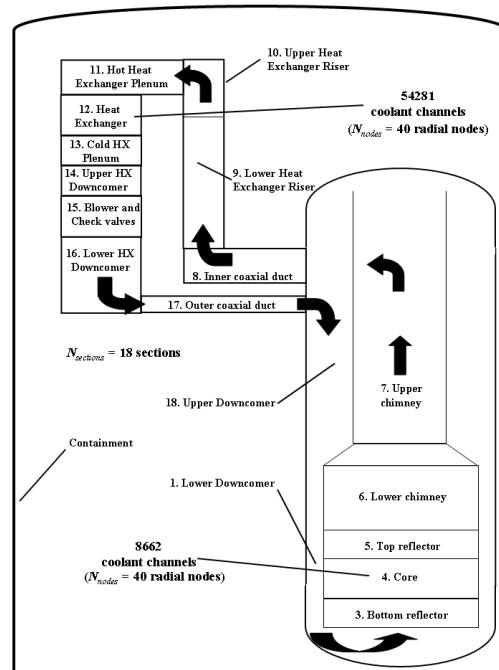 10. Upper Heat
Exchanger Riser
11. Hot Heat
Exchanger Plenum
12. Heat
Exchanger
54281
coolant channels
(Nnodes = 40 radial nodes)
13. Cold HX
Plenum
14. Upper HX
Downcomer
9. Lower Heat
Exchanger Riser
15. Blower and
Check valves
16. Lower HX
Downcomer
8. Inner coaxial duct
17. Outer coaxial duct
Nsections = 18 sections
7. Upper
chimney
18. Upper Downcomer
Containment
1. Lower Downcomer
6. Lower chimney
5. Top reflector
8662
coolant channels
(Nnodes = 40 radial nodes)
4. Core
3. Bottom reflector